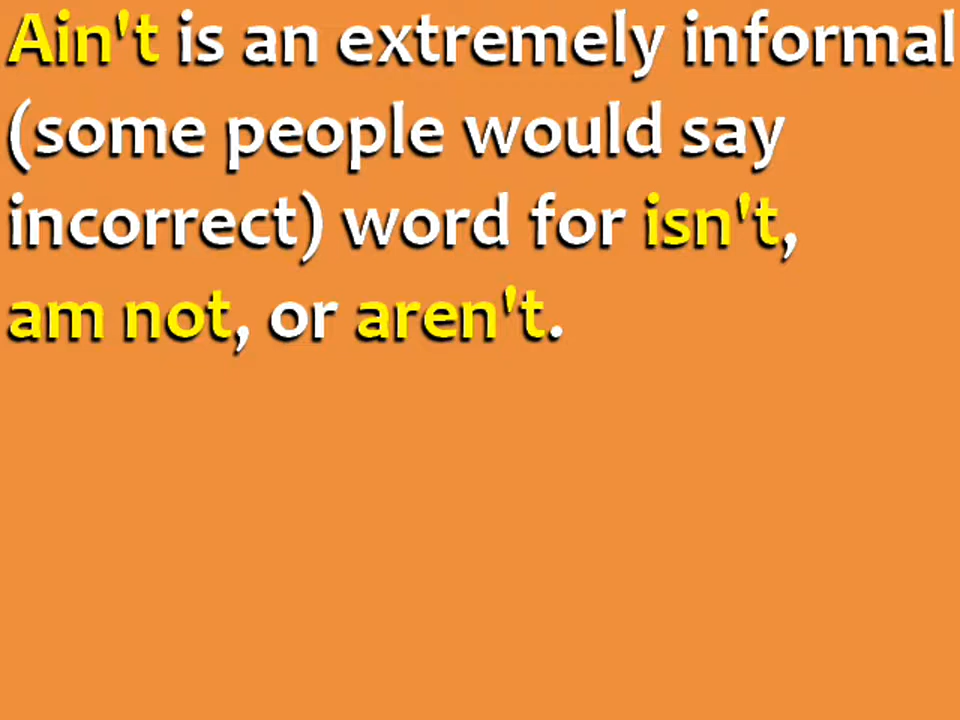 Ain't is an extremely informal
(some people would say
incorrect) word for isn't,
am not, or aren't.